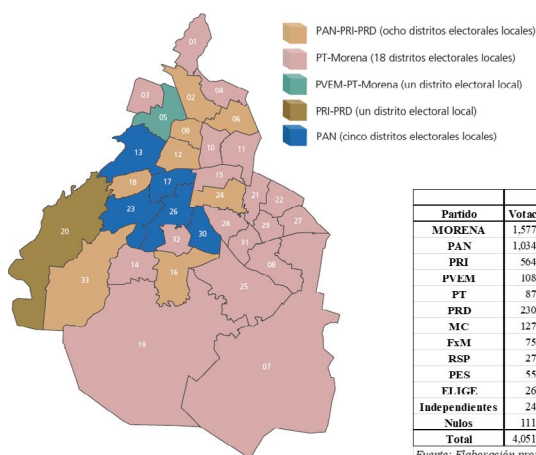 PAN-PRI-PRD (ocho distritos electorales locales)
PT-Morena (18 distritos electorales locales)
PVEM-PT-Morena (un distrito electoral local)
PRI-PRD (un distrito electoral local)
PAN (cinco distritos electorales locales)
01
04
03
02
05
06
09
13
12
10
11
15
18
17
24
21
22
23
26
28
29
27
20
30
32
31
33
14
16
08
25
19
07
Partido Votac
MORENA 1,577
PAN 1,034
PRI 564
PVEM 108
PT 87
PRD 230
MC 127
FxM 75
RSP 27
PES 55
ELIGE 26
Independientes 24
Nulos 111
Total 4,051
Fuente: Elaboración